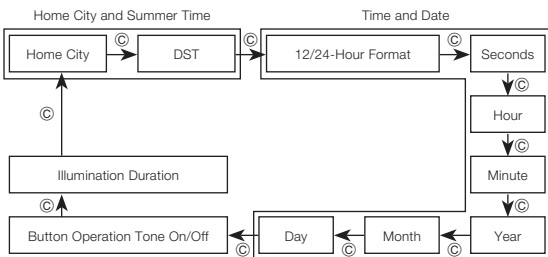 Home City and Summer Time
Time and Date
Home City
Ⓒ
DST
Ⓒ
12/24-Hour Format
Ⓒ
Seconds
Ⓒ
Hour
Ⓒ
Minute
Ⓒ
Year
Ⓒ
Month
Ⓒ
Day
Ⓒ
Button Operation Tone On/Off
Ⓒ
Illumination Duration
Ⓒ